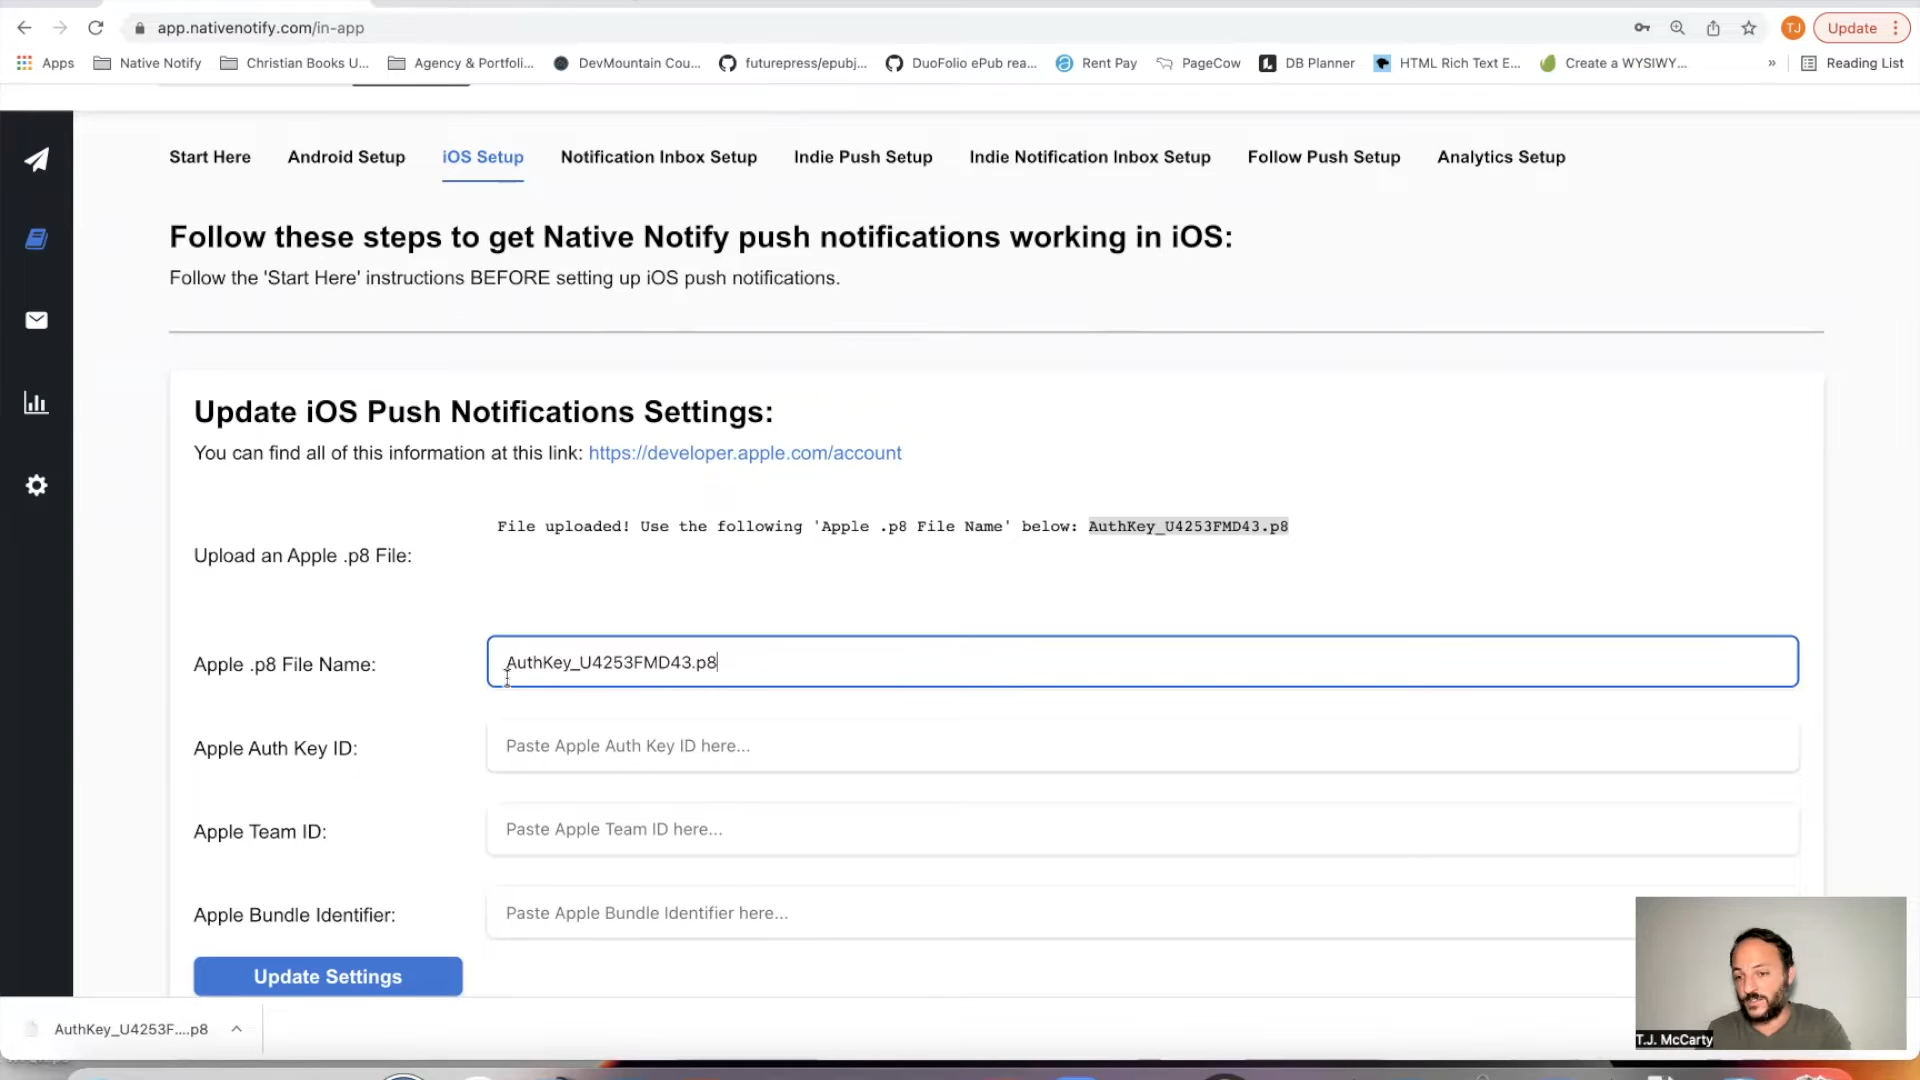 app.nativenotify.com/in-app
TJ
Update
Apps
Native Notify
Christian Books U...
Agency & Portfoli...
DevMountain Cou...
futurepress/epubj...
DuoFolio ePub rea...
Rent Pay
PageCow
DB Planner
HTML Rich Text E...
Create a WYSIWY...
»
Reading List
Start Here
Android Setup
iOS Setup
Notification Inbox Setup
Indie Push Setup
Indie Notification Inbox Setup
Follow Push Setup
Analytics Setup
Follow these steps to get Native Notify push notifications working in iOS:
Follow the 'Start Here' instructions BEFORE setting up iOS push notifications.
Update iOS Push Notifications Settings:
You can find all of this information at this link: https://developer.apple.com/account
File uploaded! Use the following 'Apple .p8 File Name' below: AuthKey_U4253FMD43.p8
Upload an Apple .p8 File:
Apple .p8 File Name:
AuthKey_U4253FMD43.p8
Apple Auth Key ID:
Paste Apple Auth Key ID here...
Apple Team ID:
Paste Apple Team ID here...
Apple Bundle Identifier:
Paste Apple Bundle Identifier here...
Update Settings
AuthKey_U4253F....p8
T.J. McCarty